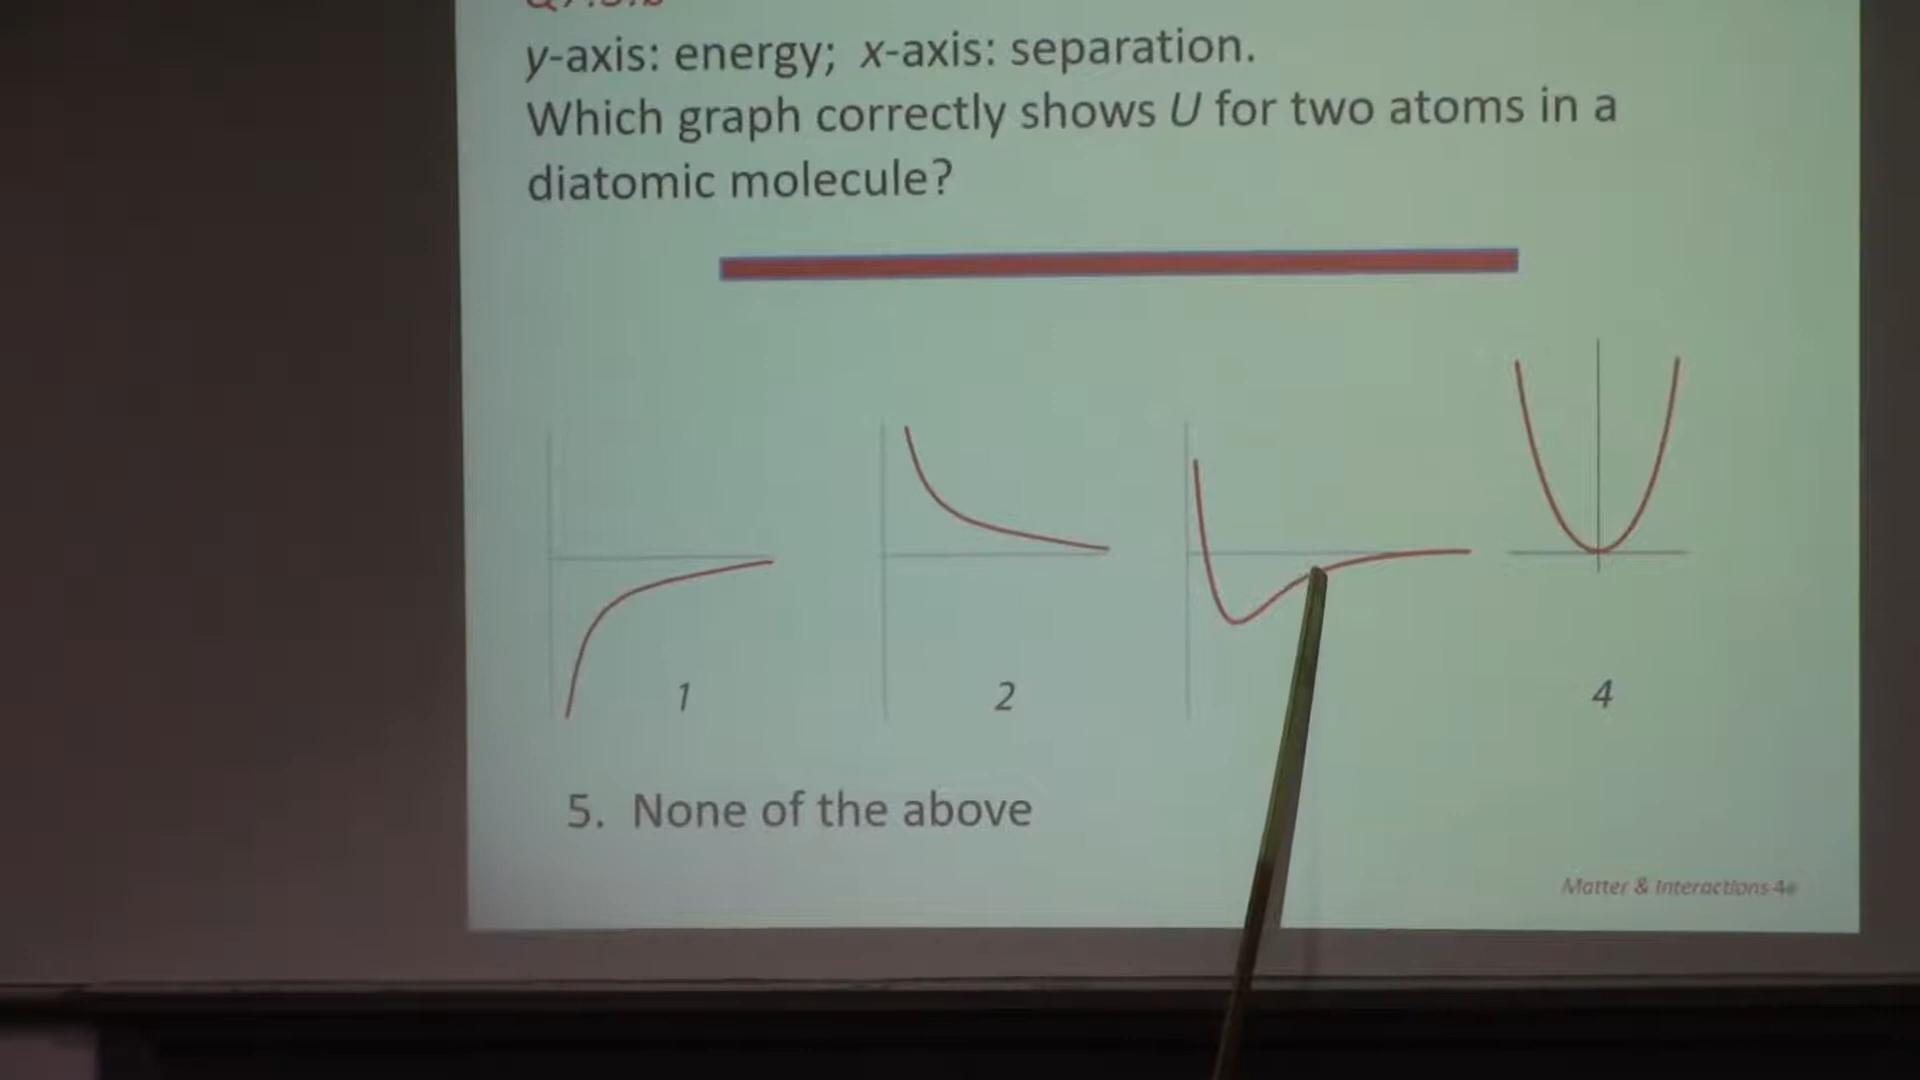 y-axis: energy; x-axis: separation.
Which graph correctly shows U for two atoms in a
diatomic molecule?
1
2
4
5. None of the above
Matter & Interactions 4e